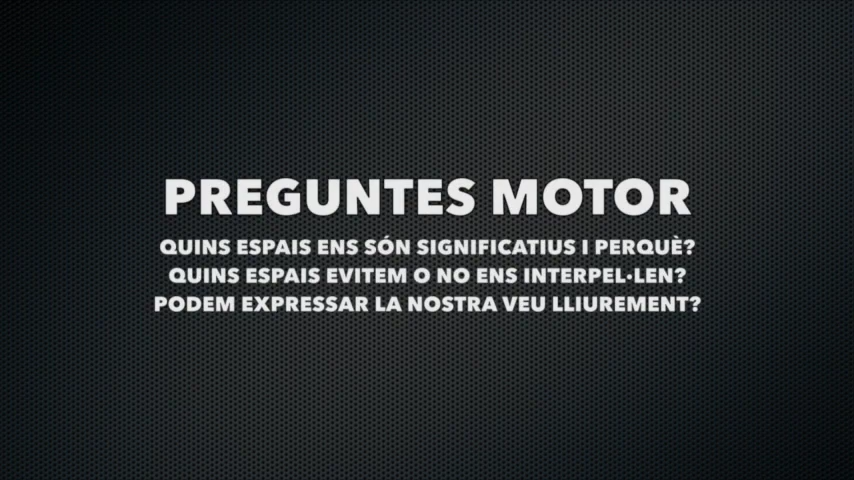 PREGUNTES MOTOR
QUINS ESPAIS ENS SÓN SIGNIFICATIUS I PERQUÈ?
QUINS ESPAIS EVITEM O NO ENS INTERPEL·LEN?
PODEM EXPRESSAR LA NOSTRA VEU LLIUREMENT?